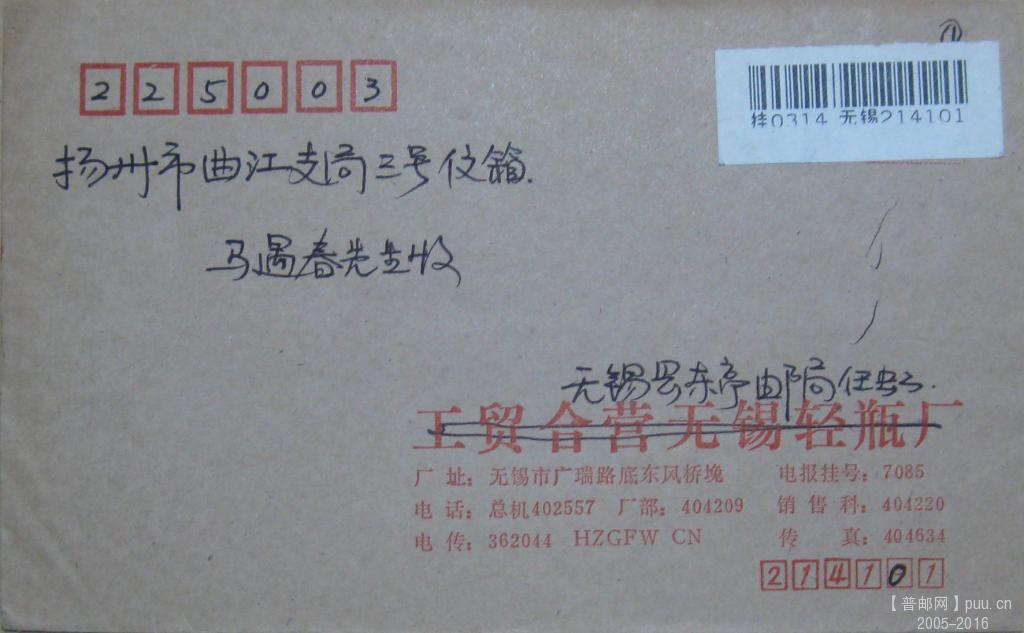 ①
225003
挂0314 无锡214101
扬州市曲江支局三号信箱.
马遇春先生收
无锡县东亭邮局任
工贸合营无锡轻瓶厂
厂 址：无锡市广瑞路底东风桥堍 电报挂号：7085
电 话：总机402557 厂部：404209 销 售 科：404220
电 传：362044 HZGFW CN 传 真：404634
214101
【普邮网】puu.cn
2005-2016